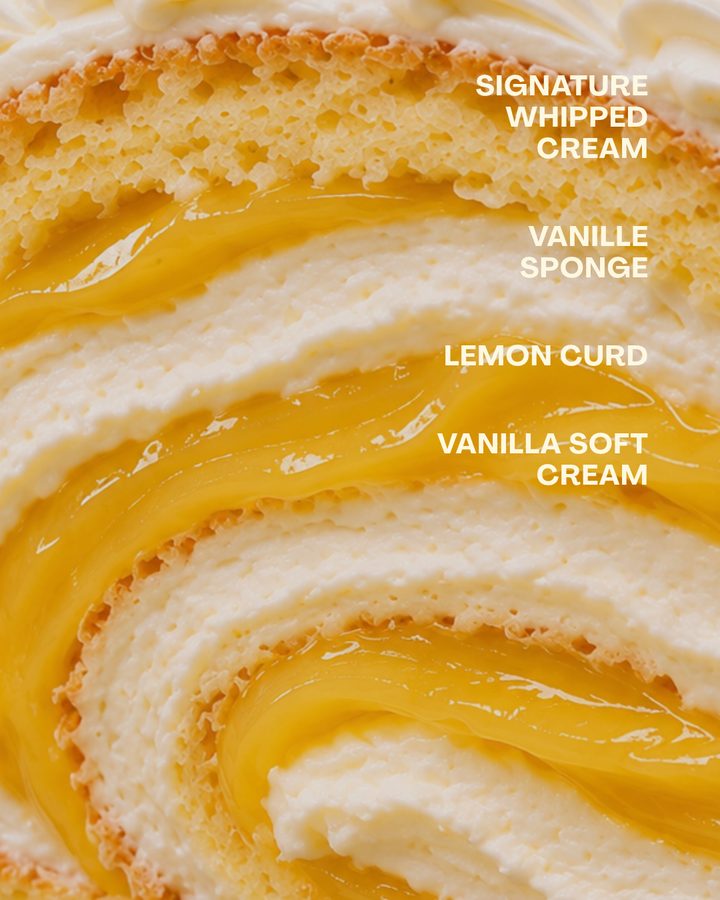 SIGNATURE
WHIPPED
CREAM
VANILLE
SPONGE
LEMON CURD
VANILLA SOFT
CREAM